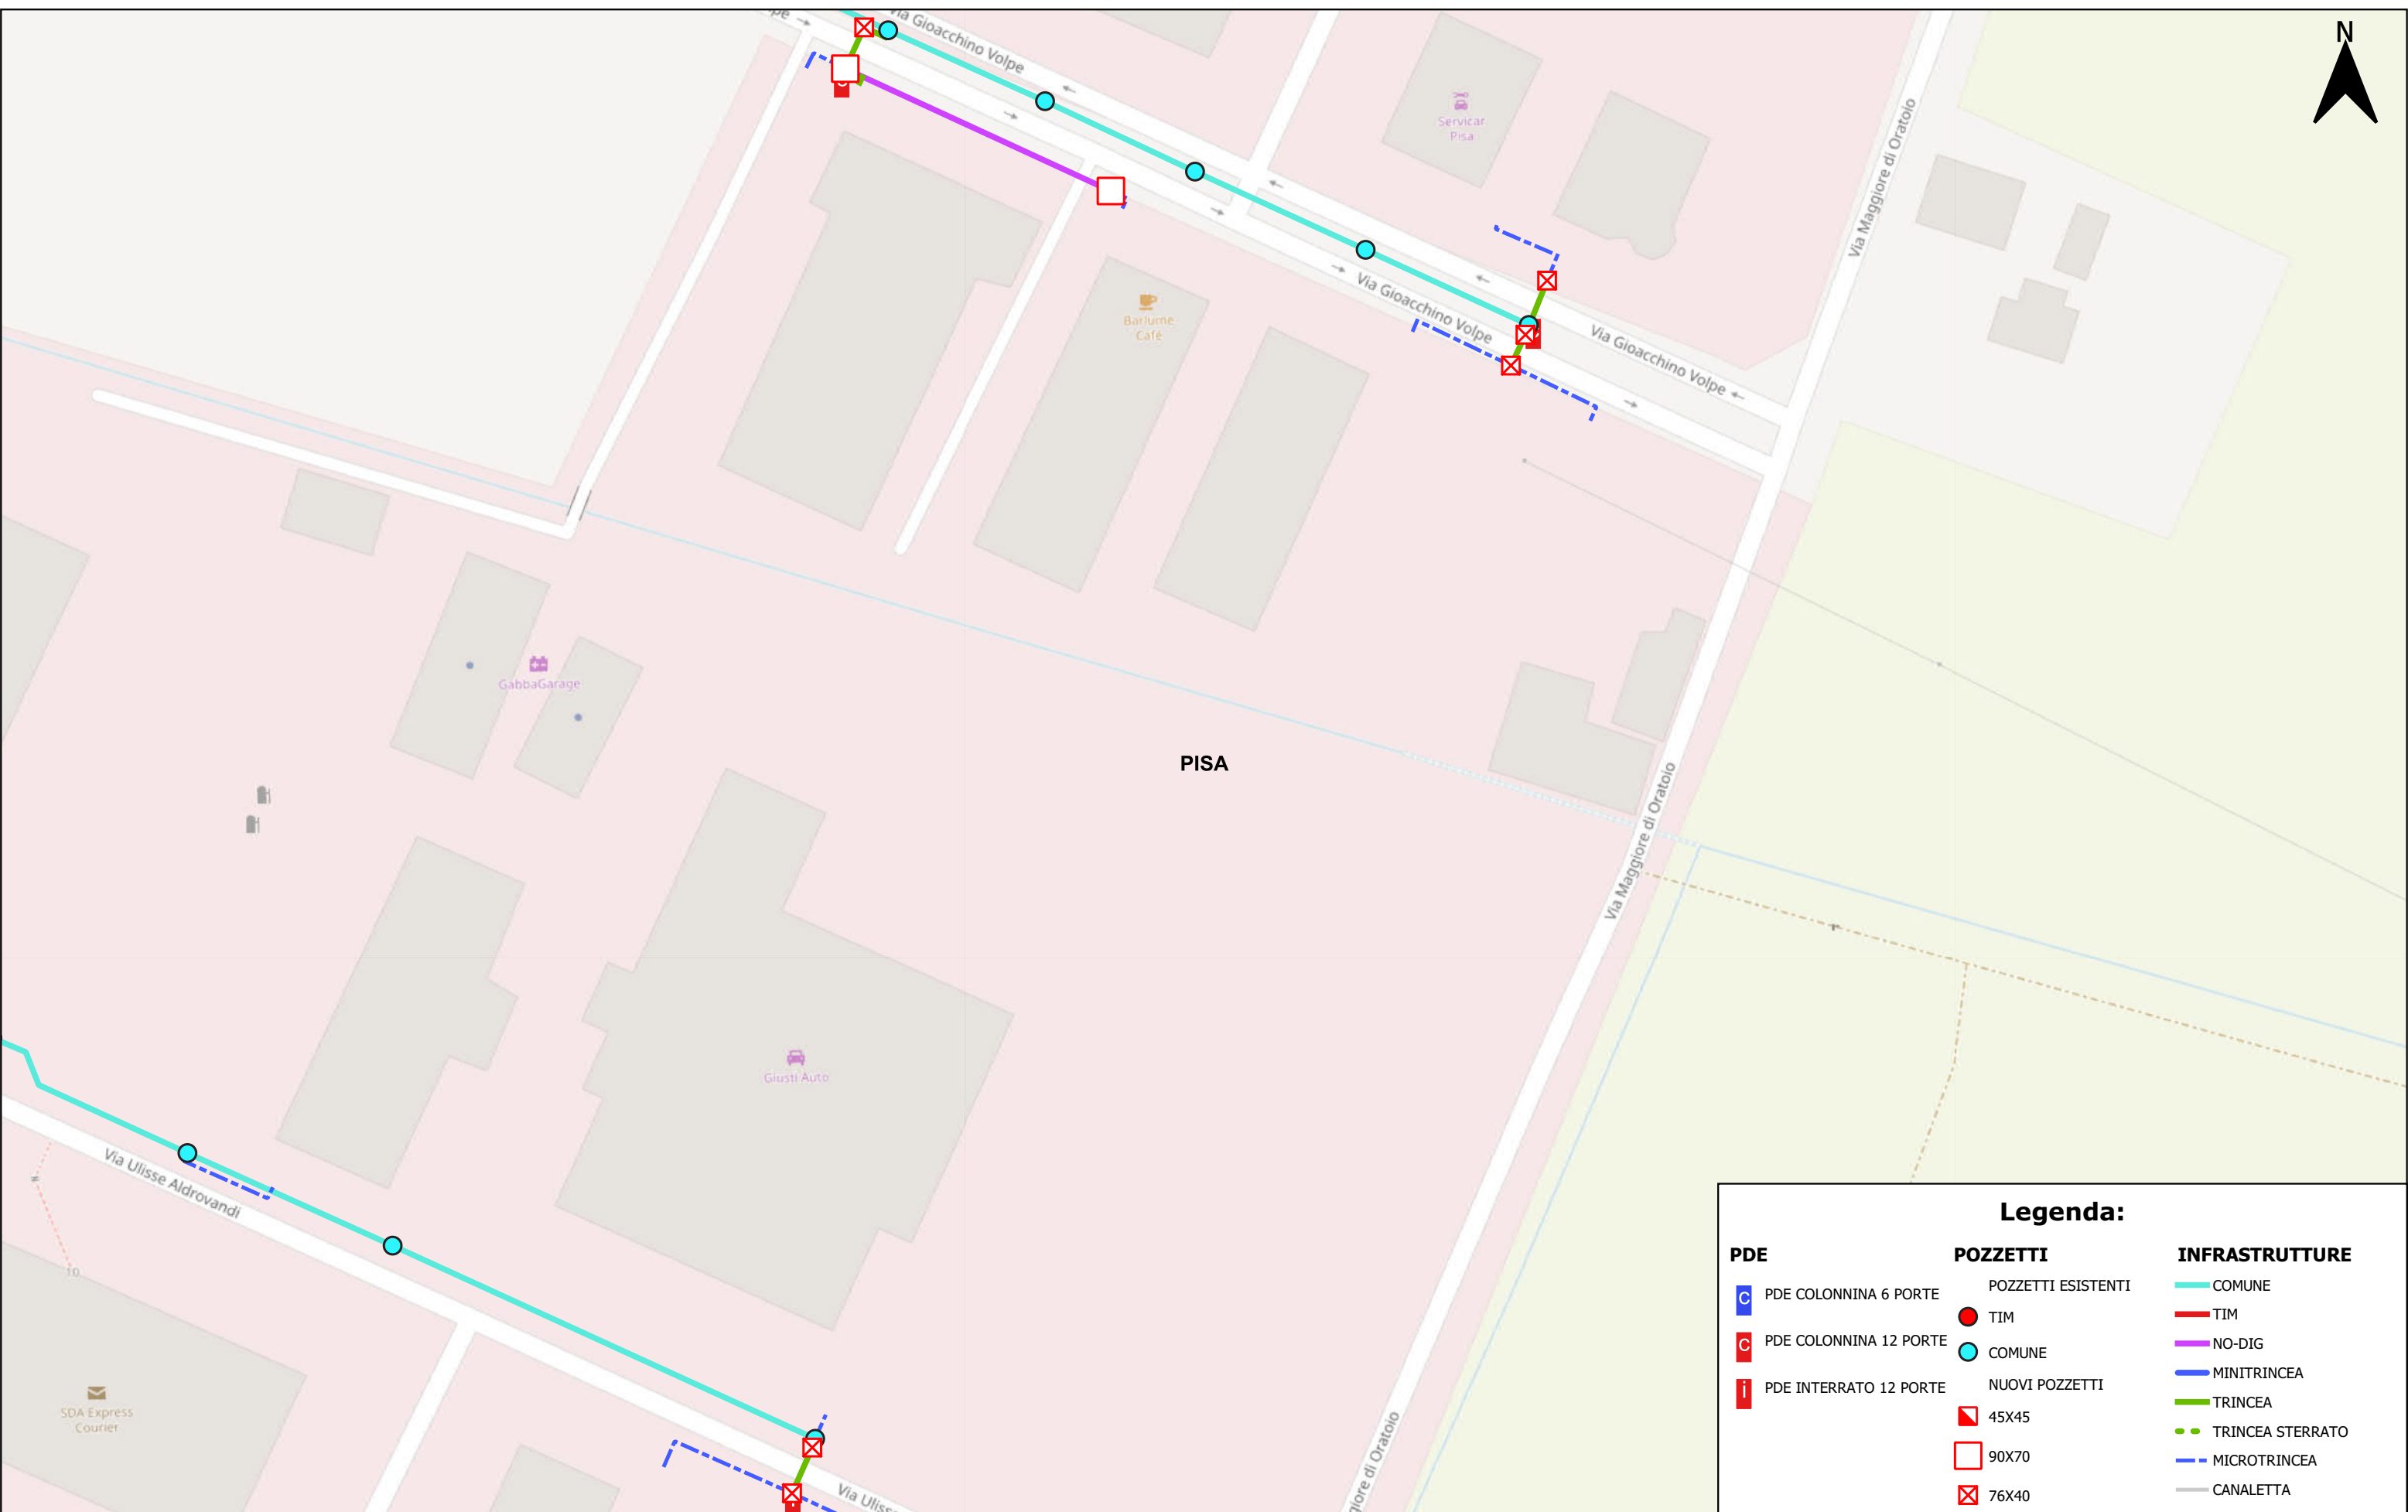 Via Gioacchino Volpe
N
Servicar
Pisa
Via Maggiore di Oratoio
Via Gioacchino Volpe
Via Gioacchino Volpe
Barlume
Café
GabbaGarage
PISA
Via Maggiore di Oratoio
Giusti Auto
Via Ulisse Aldrovandi
10
SDA Express
Courier
Legenda:
PDE
C PDE COLONNINA 6 PORTE
C PDE COLONNINA 12 PORTE
i PDE INTERRATO 12 PORTE
POZZETTI
POZZETTI ESISTENTI
TIM
COMUNE
NUOVI POZZETTI
45X45
90X70
76X40
INFRASTRUTTURE
COMUNE
TIM
NO-DIG
MINITRINCEA
TRINCEA
TRINCEA STERRATO
MICROTRINCEA
CANALETTA